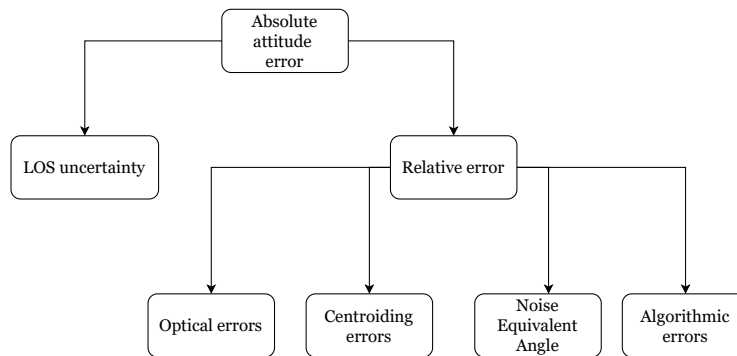 Absolute
attitude
error
LOS uncertainty
Relative error
Optical errors
Centroiding
errors
Noise
Equivalent
Angle
Algorithmic
errors